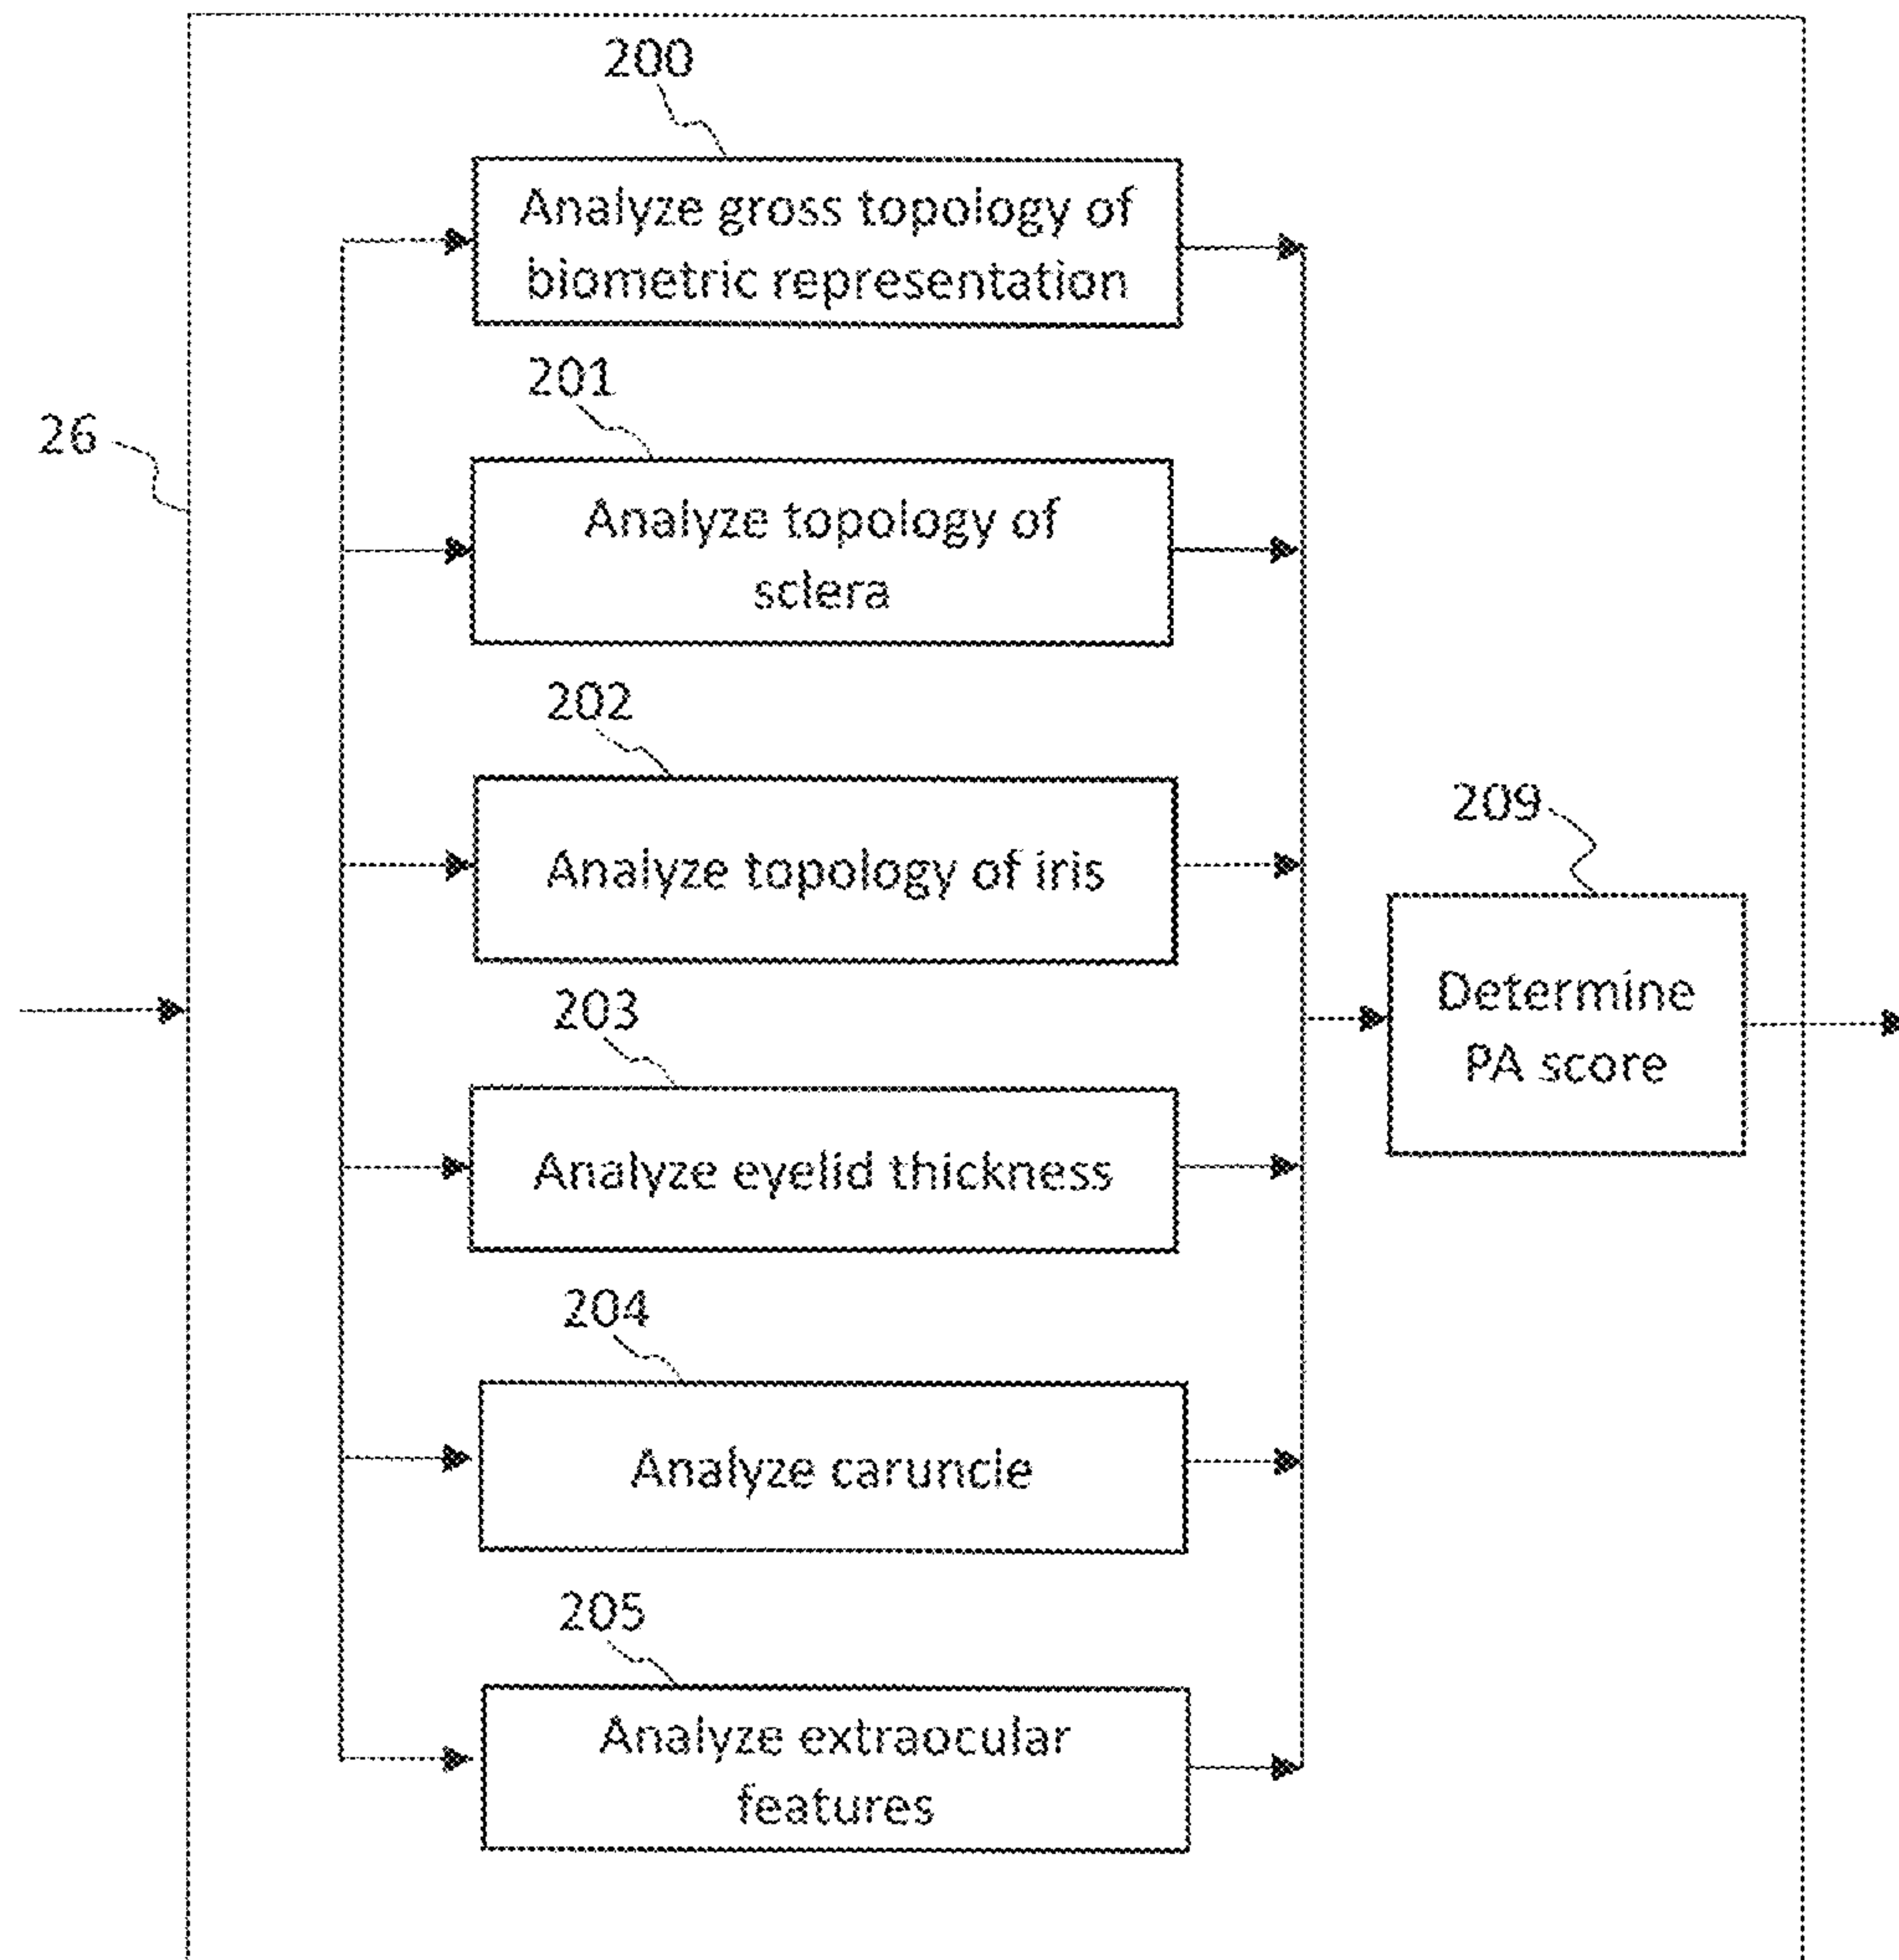 200
Analyze gross topology of
biometric representation
201
26
Analyze topology of
sclera
202
Analyze topology of iris
209
Determine
PA score
203
Analyze eyelid thickness
204
Analyze caruncle
205
Analyze extraocular
features